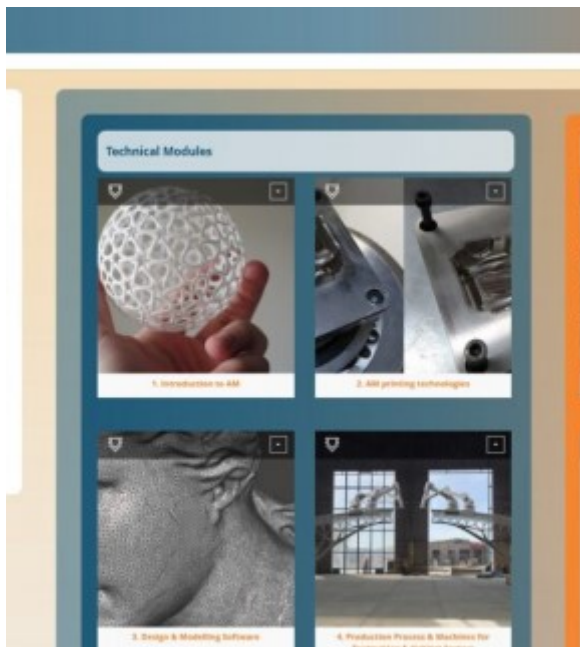 Technical Modules
1. Introduction to AM
2. AM printing technologies
3. Design & Modelling Software
4. Production Process & Machines for